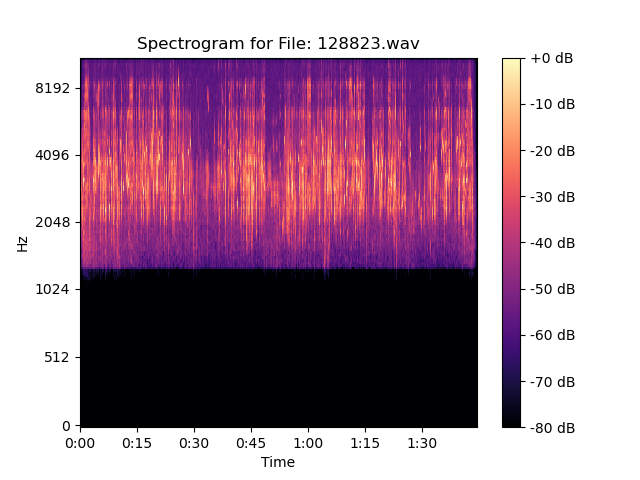 Spectrogram for File: 128823.wav
+0 dB
8192
-10 dB
4096
-20 dB
-30 dB
2048
Hz
-40 dB
1024
-50 dB
512
-60 dB
-70 dB
0
-80 dB
0:00 0:15 0:30 0:45 1:00 1:15 1:30
Time